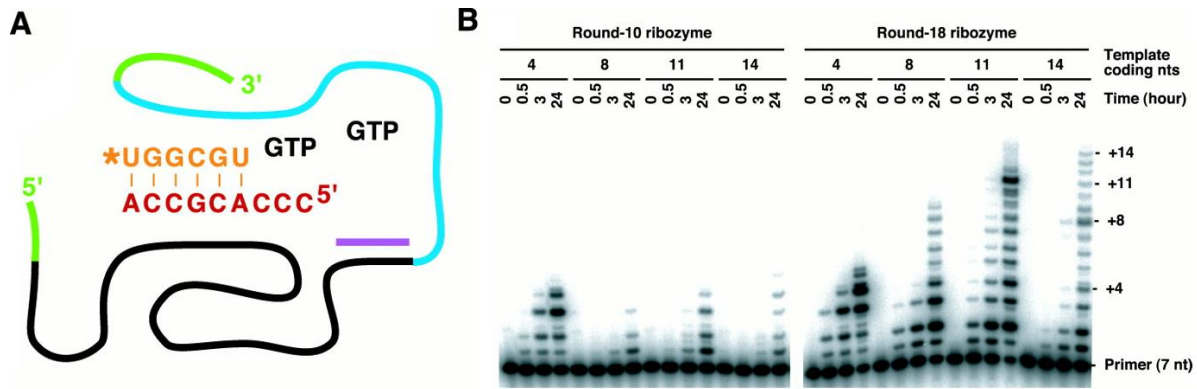 A
3'
GTP
GTP
*UGGCGU
5'
ACCGCACCC5'
B
Round-10 ribozyme
Round-18 ribozyme
4 8 11 14 4 8 11 14 Template coding nts
0 0.5 3 24 0 0.5 3 24 0 0.5 3 24 0 0.5 3 24 0 0.5 3 24 0 0.5 3 24 0 0.5 3 24 0 0.5 3 24 Time (hour)
- +14
- +11
- +8
- +4
Primer (7 nt)